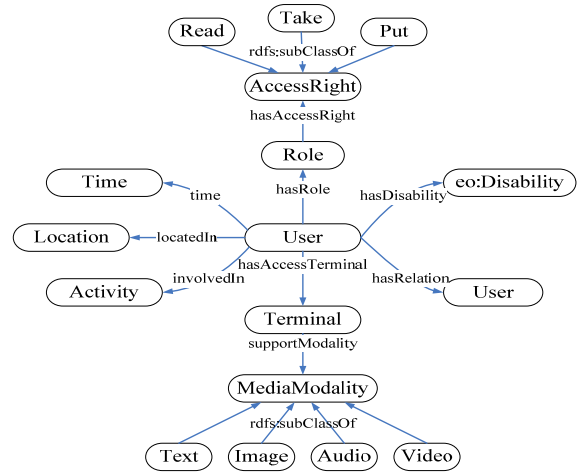 Take
Read
Put
rdfs:subClassOf
AccessRight
hasAccessRight
Role
Time
eo:Disability
time
hasRole
hasDisability
Location
locatedIn
User
hasAccessTerminal
involvedIn
hasRelation
Activity
User
Terminal
supportModality
MediaModality
rdfs:subClassOf
Text
Image
Audio
Video